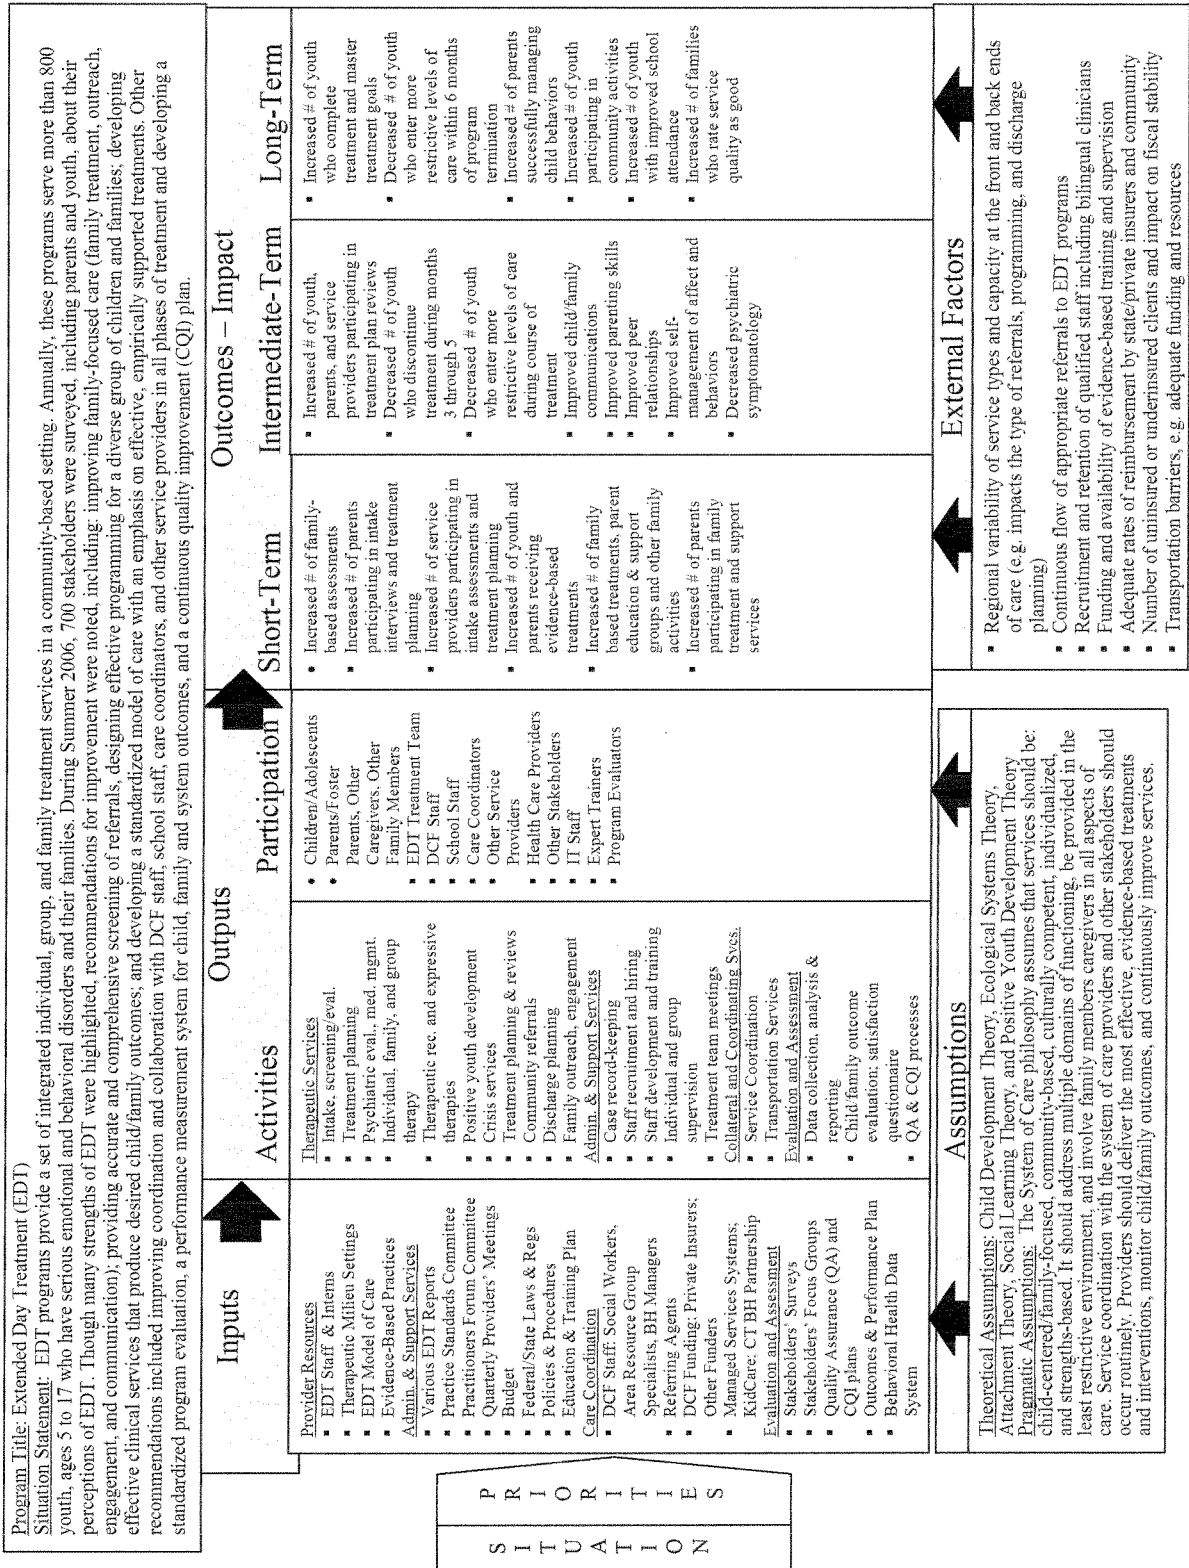 Program Title: Extended Day Treatment (EDT)
Situation Statement: EDT programs provide a set of integrated individual, group, and family treatment services in a community-based setting. Annually, these programs serve more than 800
youth, ages 5 to 17 who have serious emotional and behavioral disorders and their families. During Summer 2006, 700 stakeholders were surveyed, including parents and youth, about their
perceptions of EDT. Though many strengths of EDT were highlighted, recommendations for improvement were noted, including: improving family-focused care (family treatment, outreach,
engagement, and communication); providing accurate and comprehensive screening of referrals, designing effective programming for a diverse group of children and families; developing
effective clinical services that produce desired child/family outcomes; and developing a standardized model of care with an emphasis on effective, empirically supported treatments. Other
recommendations included improving coordination and collaboration with DCF staff, school staff, care coordinators, and other service providers in all phases of treatment and developing a
standardized program evaluation, a performance measurement system for child, family and system outcomes, and a continuous quality improvement (CQI) plan.
SITUATION
PRIORITIES
Inputs
Provider Resources
▪ EDT Staff & Interns
▪ Therapeutic Milieu Settings
▪ EDT Model of Care
▪ Evidence-Based Practices
Admin. & Support Services
▪ Various EDT Reports
▪ Practice Standards Committee
▪ Practitioners Forum Committee
▪ Quarterly Providers' Meetings
▪ Budget
▪ Federal/State Laws & Regs
▪ Policies & Procedures
▪ Education & Training Plan
Care Coordination
▪ DCF Staff: Social Workers,
Area Resource Group
Specialists, BH Managers
▪ Referring Agents
▪ DCF Funding; Private Insurers;
Other Funders
▪ Managed Services Systems;
KidCare; CT BH Partnership
Evaluation and Assessment
▪ Stakeholders' Surveys
▪ Stakeholders' Focus Groups
▪ Quality Assurance (QA) and
CQI plans
▪ Outcomes & Performance Plan
▪ Behavioral Health Data
System
Outputs
Activities
Therapeutic Services
▪ Intake, screening/eval.
▪ Treatment planning
▪ Psychiatric eval., med. mgmt.
▪ Individual, family, and group
therapy
▪ Therapeutic rec. and expressive
therapies
▪ Positive youth development
▪ Crisis services
▪ Treatment planning & reviews
▪ Community referrals
▪ Discharge planning
▪ Family outreach, engagement
Admin. & Support Services
▪ Case record-keeping
▪ Staff recruitment and hiring
▪ Staff development and training
▪ Individual and group
supervision
▪ Treatment team meetings
Collateral and Coordinating Svcs.
▪ Service Coordination
▪ Transportation Services
Evaluation and Assessment
▪ Data collection, analysis &
reporting
▪ Child/family outcome
evaluation; satisfaction
questionnaire
▪ QA & CQI processes
Participation
• Children/Adolescents
• Parents/Foster
Parents, Other
Caregivers, Other
Family Members
▪ EDT Treatment Team
▪ DCF Staff
▪ School Staff
▪ Care Coordinators
▪ Other Service
Providers
▪ Health Care Providers
▪ Other Stakeholders
▪ IT Staff
▪ Expert Trainers
▪ Program Evaluators
Outcomes – Impact
Short-Term
• Increased # of family-
based assessments
▪ Increased # of parents
participating in intake
interviews and treatment
planning
▪ Increased # of service
providers participating in
intake assessments and
treatment planning
▪ Increased # of youth and
parents receiving
evidence-based
treatments
▪ Increased # of family
based treatments, parent
education & support
groups and other family
activities
▪ Increased # of parents
participating in family
treatment and support
services
Intermediate-Term
▪ Increased # of youth,
parents, and service
providers participating in
treatment plan reviews
▪ Decreased # of youth
who discontinue
treatment during months
3 through 5
▪ Decreased # of youth
who enter more
restrictive levels of care
during course of
treatment
▪ Improved child/family
communications
▪ Improved parenting skills
▪ Improved peer
relationships
▪ Improved self-
management of affect and
behaviors
▪ Decreased psychiatric
symptomatology
Long-Term
▪ Increased # of youth
who complete
treatment and master
treatment goals
▪ Decreased # of youth
who enter more
restrictive levels of
care within 6 months
of program
termination
▪ Increased # of parents
successfully managing
child behaviors
▪ Increased # of youth
participating in
community activities
▪ Increased # of youth
with improved school
attendance
▪ Increased # of families
who rate service
quality as good
Assumptions
Theoretical Assumptions: Child Development Theory, Ecological Systems Theory,
Attachment Theory, Social Learning Theory, and Positive Youth Development Theory
Pragmatic Assumptions: The System of Care philosophy assumes that services should be:
child-centered/family-focused, community-based, culturally competent, individualized,
and strengths-based. It should address multiple domains of functioning, be provided in the
least restrictive environment, and involve family members caregivers in all aspects of
care. Service coordination with the system of care providers and other stakeholders should
occur routinely. Providers should deliver the most effective, evidence-based treatments
and interventions, monitor child/family outcomes, and continuously improve services.
External Factors
▪ Regional variability of service types and capacity at the front and back ends
of care (e.g. impacts the type of referrals, programming, and discharge
planning)
▪ Continuous flow of appropriate referrals to EDT programs
▪ Recruitment and retention of qualified staff including bilingual clinicians
▪ Funding and availability of evidence-based training and supervision
▪ Adequate rates of reimbursement by state/private insurers and community
▪ Number of uninsured or underinsured clients and impact on fiscal stability
▪ Transportation barriers, e.g. adequate funding and resources